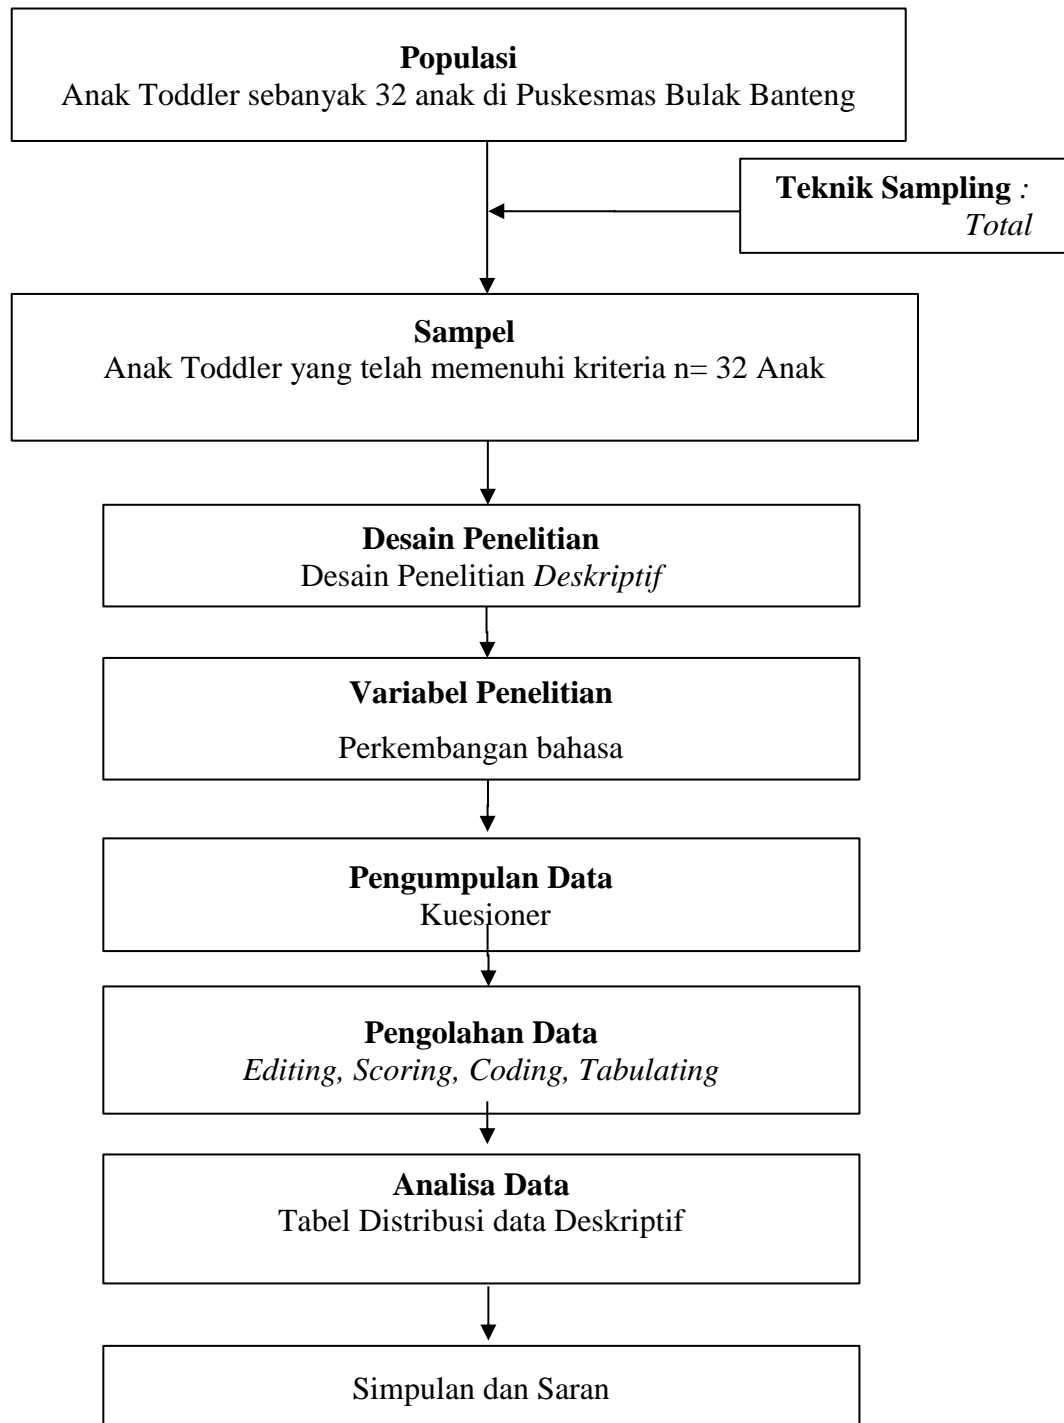 Populasi
Anak Toddler sebanyak 32 anak di Puskesmas Bulak Banteng
Teknik Sampling :
Total
Sampel
Anak Toddler yang telah memenuhi kriteria n= 32 Anak
Desain Penelitian
Desain Penelitian Deskriptif
Variabel Penelitian
Perkembangan bahasa
Pengumpulan Data
Kuesioner
Pengolahan Data
Editing, Scoring, Coding, Tabulating
Analisa Data
Tabel Distribusi data Deskriptif
Simpulan dan Saran